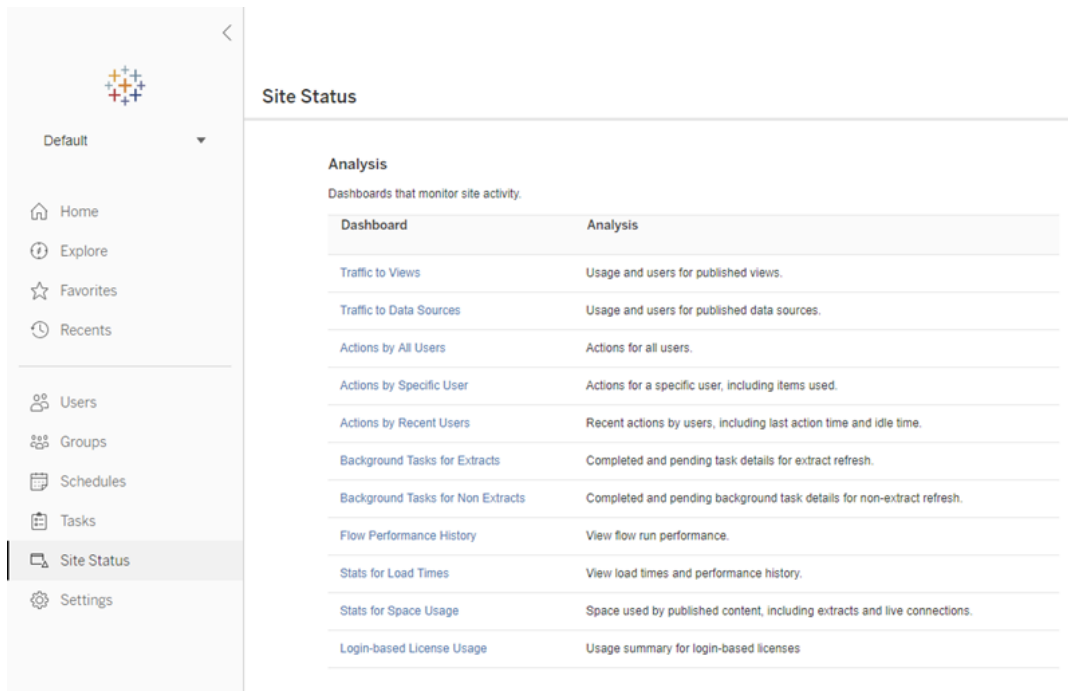 Default
Home
Explore
Favorites
Recents
Users
Groups
Schedules
Tasks
Site Status
Settings
Site Status
Analysis
Dashboards that monitor site activity.
Dashboard Analysis
Traffic to Views Usage and users for published views.
Traffic to Data Sources Usage and users for published data sources.
Actions by All Users Actions for all users.
Actions by Specific User Actions for a specific user, including items used.
Actions by Recent Users Recent actions by users, including last action time and idle time.
Background Tasks for Extracts Completed and pending task details for extract refresh.
Background Tasks for Non Extracts Completed and pending background task details for non-extract refresh.
Flow Performance History View flow run performance.
Stats for Load Times View load times and performance history.
Stats for Space Usage Space used by published content, including extracts and live connections.
Login-based License Usage Usage summary for login-based licenses